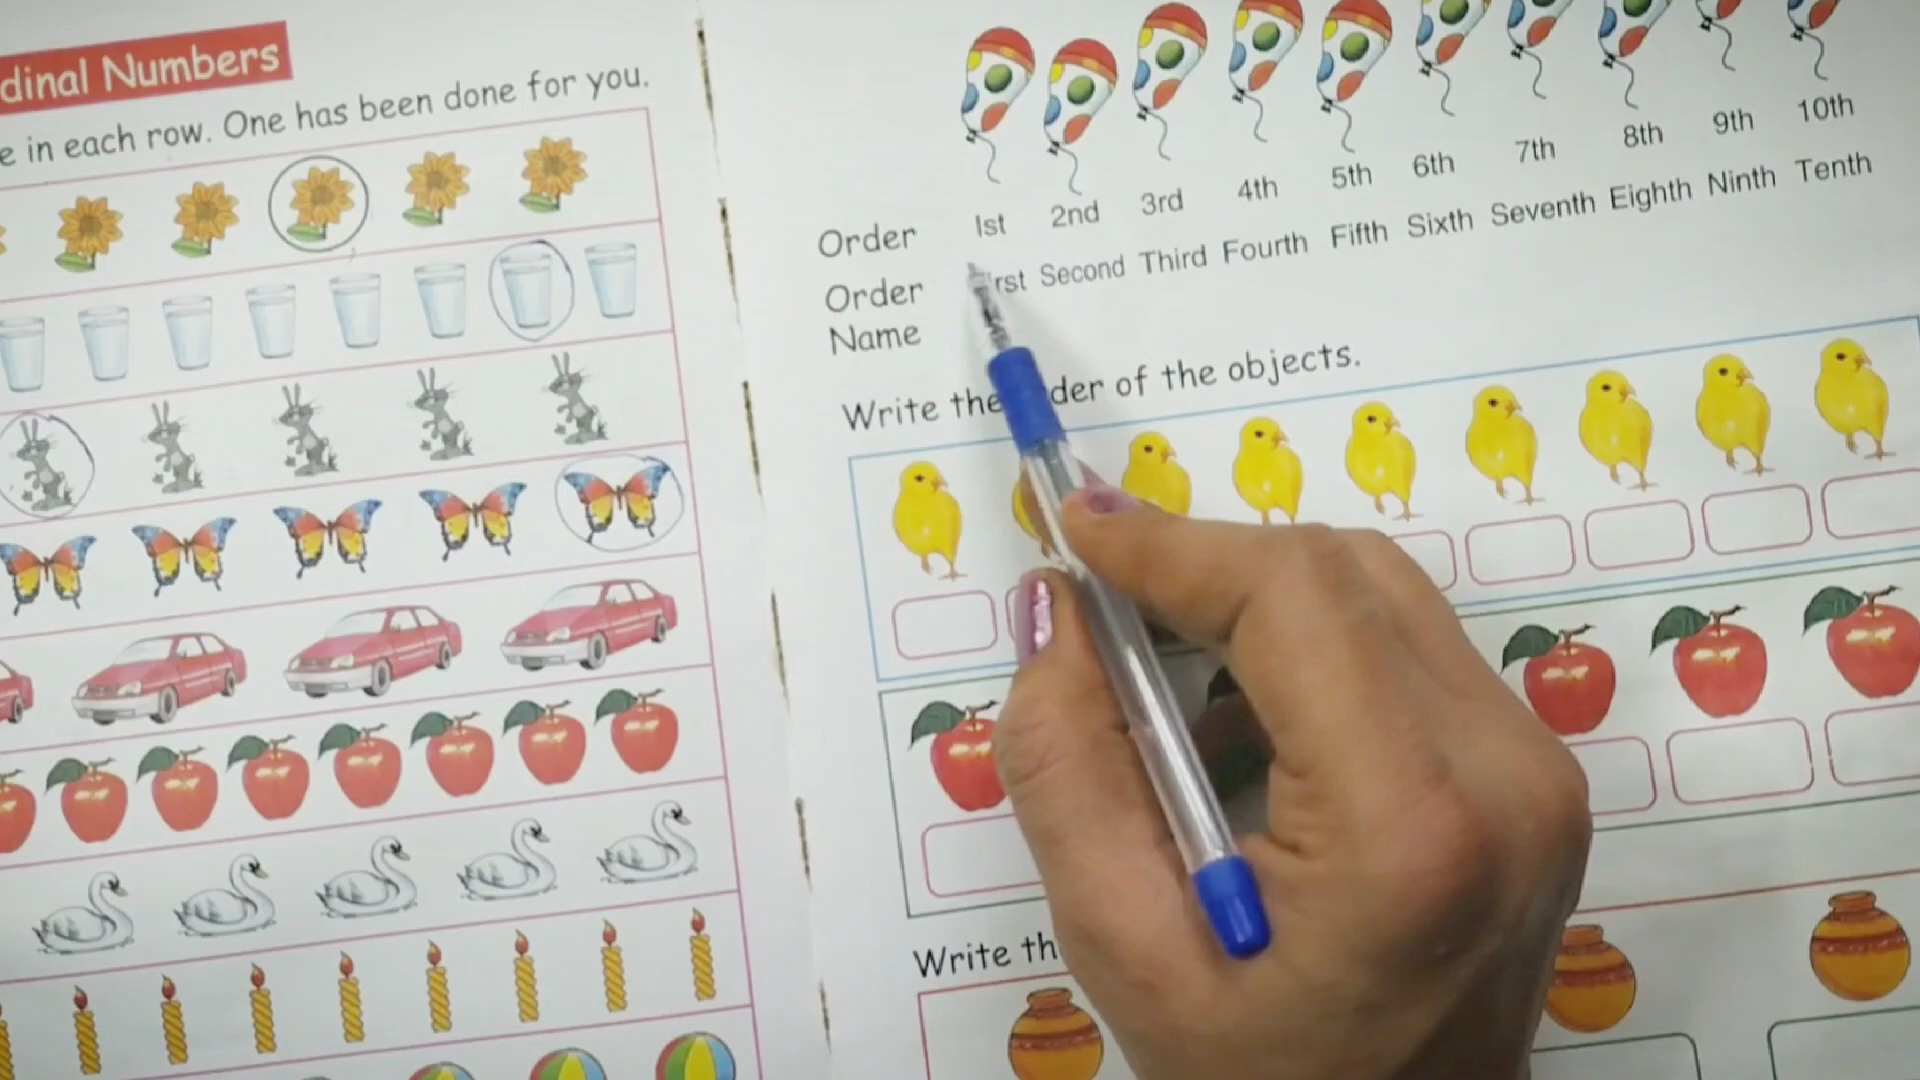 dinal Numbers
e in each row. One has been done for you.
Order 1st 2nd 3rd 4th 5th 6th 7th 8th 9th 10th
Order rst Second Third Fourth Fifth Sixth Seventh Eighth Ninth Tenth
Name
Write the der of the objects.
Write th